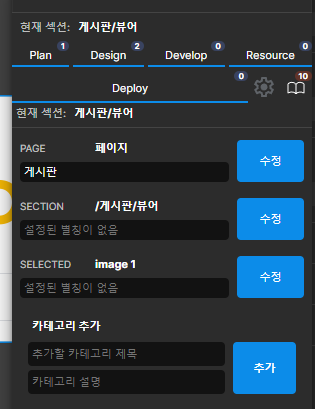 현재 섹션: 게시판/뷰어
Plan 1 Design 2 Develop 0 Resource 0
Deploy 0 10
현재 섹션: 게시판/뷰어
PAGE 페이지
게시판 수정
SECTION /게시판/뷰어
설정된 별칭이 없음 수정
SELECTED image 1
설정된 별칭이 없음 수정
카테고리 추가
추가할 카테고리 제목
카테고리 설명 추가